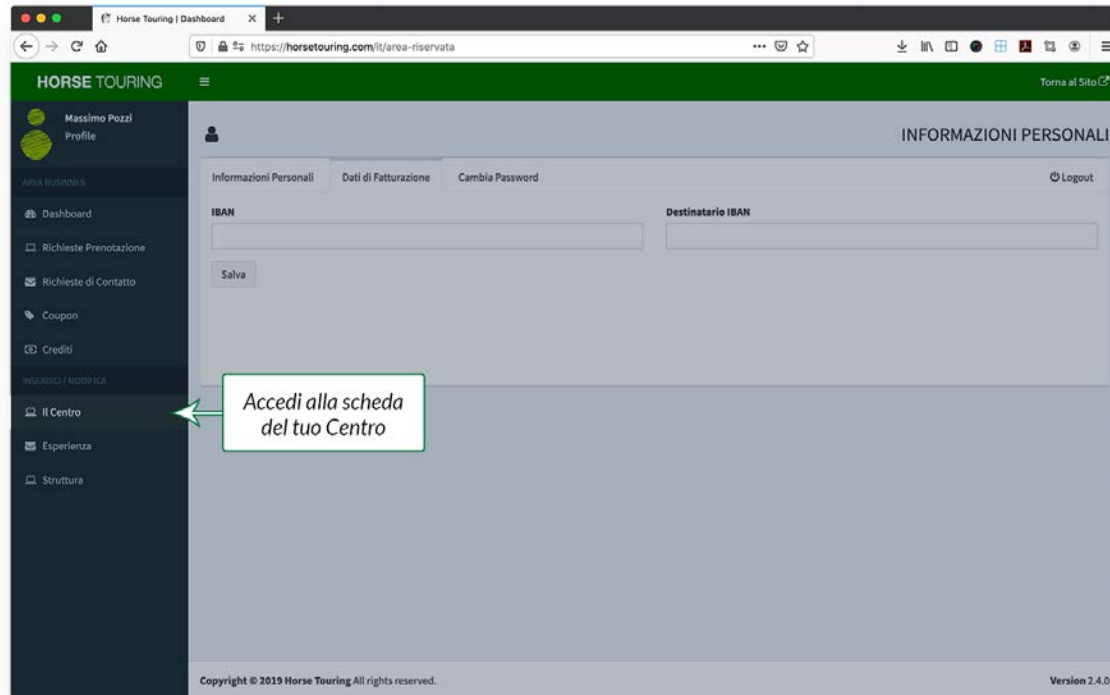 Horse Touring | Dashboard
https://horsetouring.com/it/area-riservata
HORSE TOURING
Torna al Sito
Massimo Pozzi
Profile
INFORMAZIONI PERSONALI
AREA BUSINNES
Informazioni Personali Dati di Fatturazione Cambia Password Logout
Dashboard
IBAN Destinatario IBAN
Richieste Prenotazione
Salva
Richieste di Contatto
Coupon
Crediti
INSERISCI / MODIFICA
Il Centro
Accedi alla scheda
del tuo Centro
Esperienza
Struttura
Copyright © 2019 Horse Touring All rights reserved.
Version 2.4.0